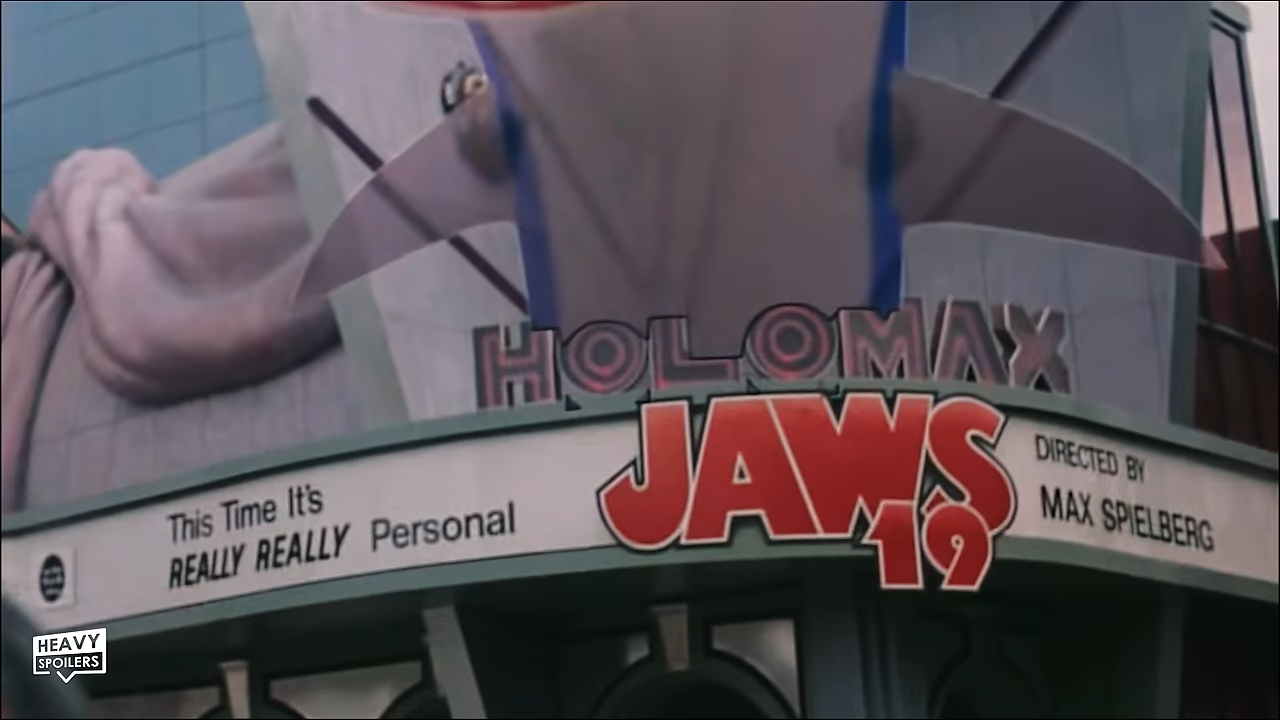 HOLOMAX
This Time It's
REALLY REALLY Personal
JAWS
19
DIRECTED BY
MAX SPIELBERG
HEAVY
SPOILERS